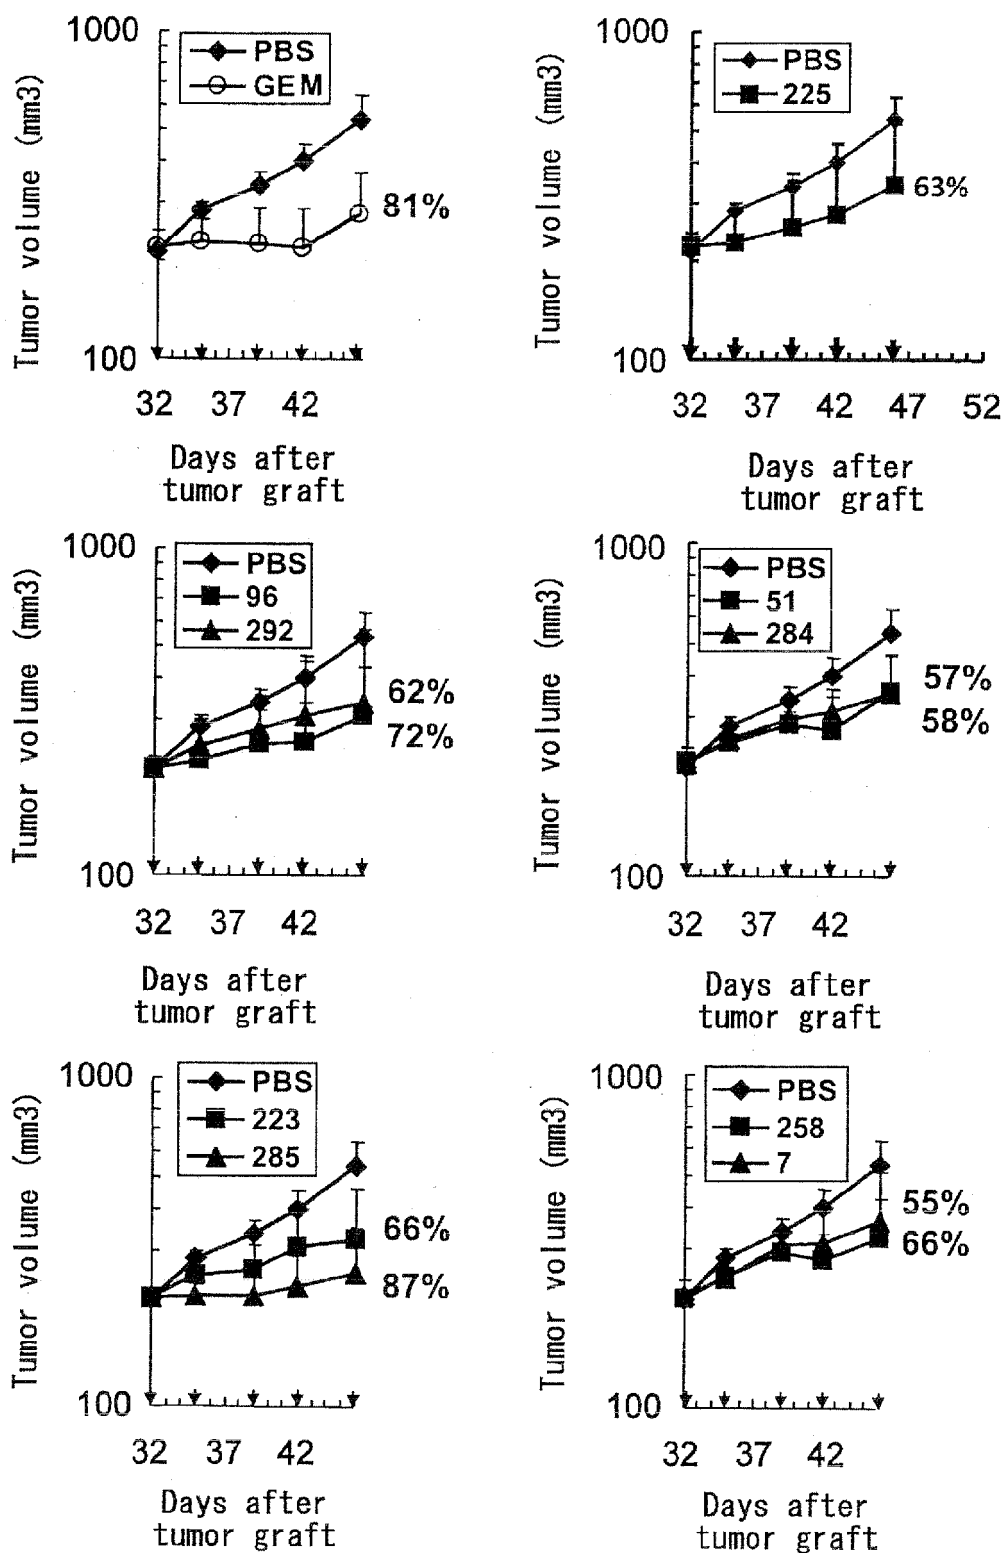 1000
PBS
GEM
Tumor volume (mm3)
81%
100
32 37 42
Days after
tumor graft
1000
PBS
225
Tumor volume (mm3)
63%
100
32 37 42 47 52
Days after
tumor graft
1000
PBS
96
292
Tumor volume (mm3)
62%
72%
100
32 37 42
Days after
tumor graft
1000
PBS
51
284
Tumor volume (mm3)
57%
58%
100
32 37 42
Days after
tumor graft
1000
PBS
223
285
Tumor volume (mm3)
66%
87%
100
32 37 42
Days after
tumor graft
1000
PBS
258
7
Tumor volume (mm3)
55%
66%
100
32 37 42
Days after
tumor graft